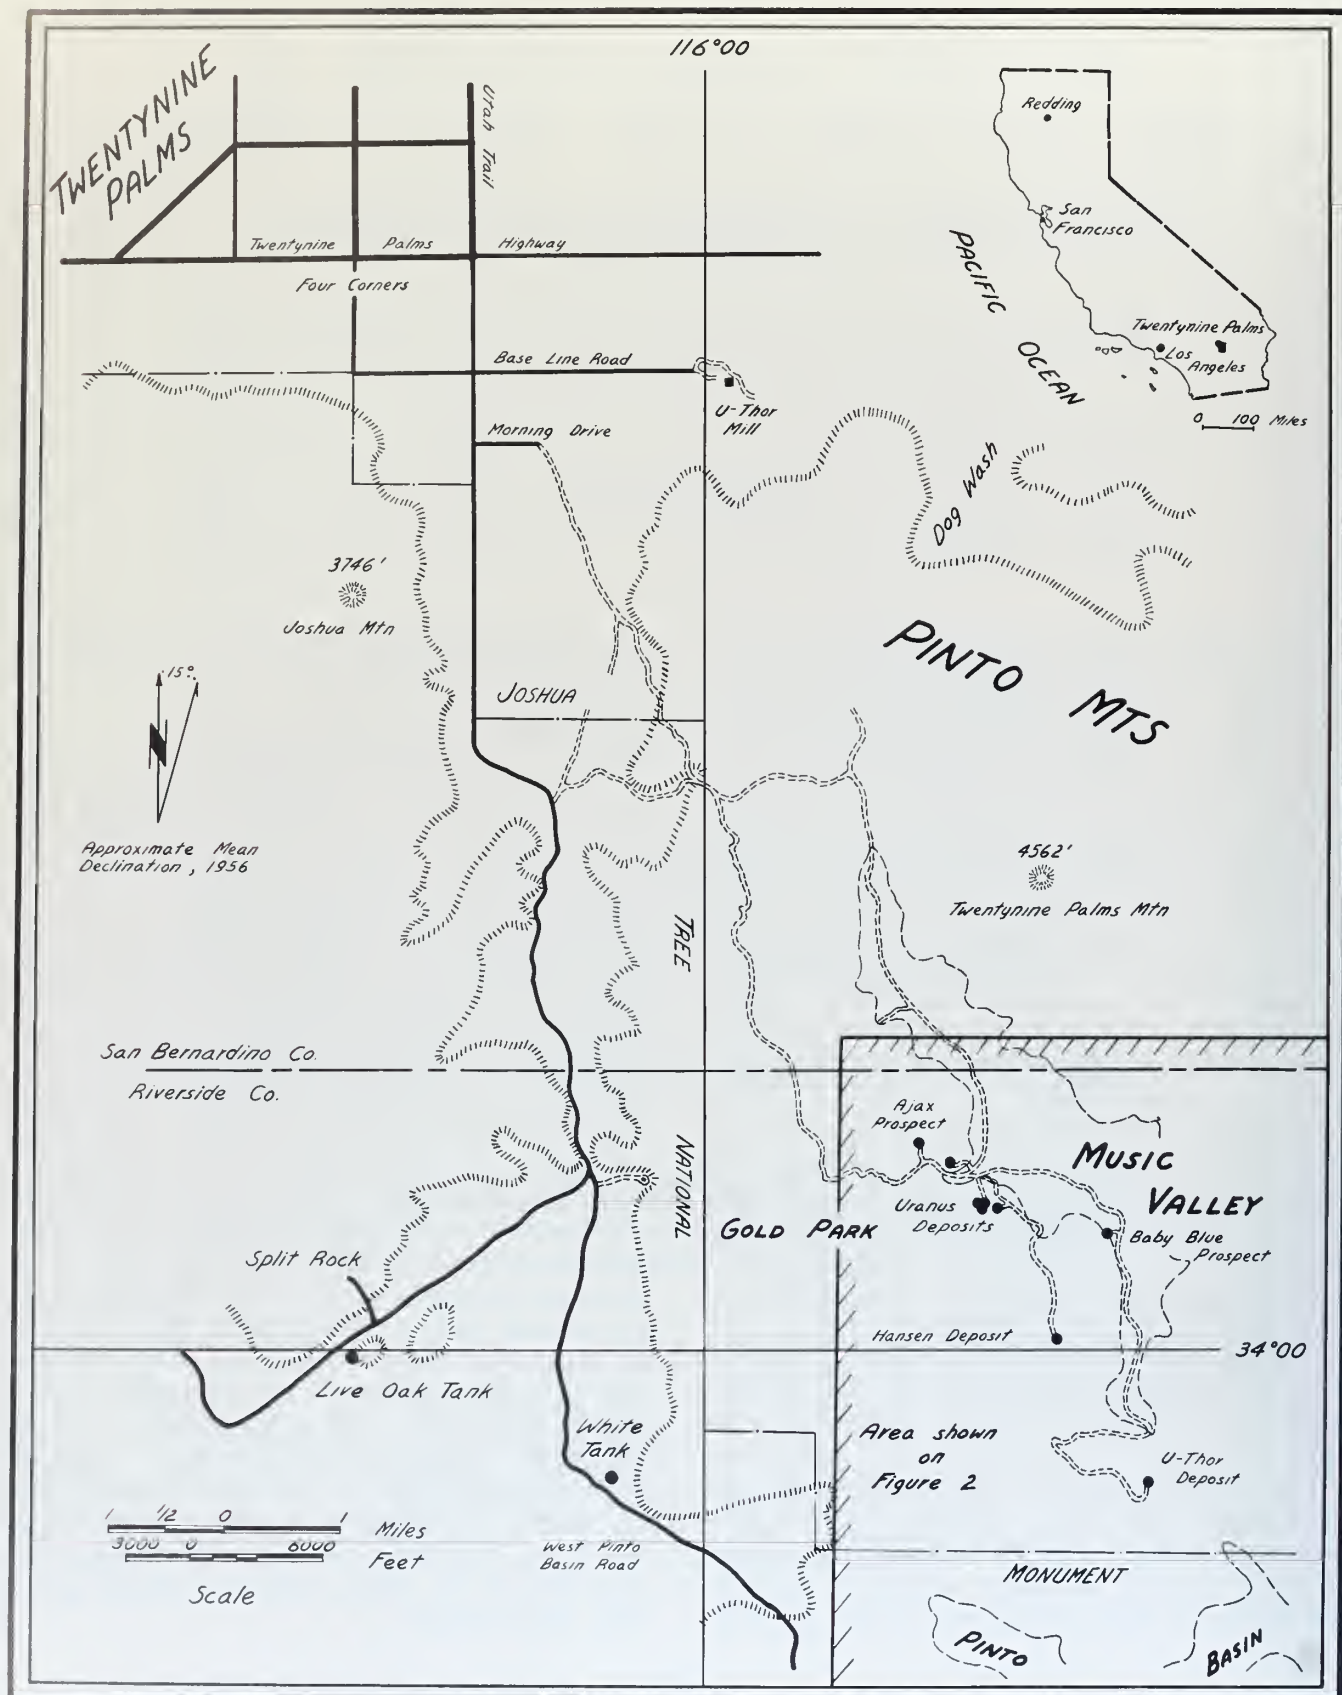 116°00
TWENTYNINE
PALMS
Utah Trail
Twentynine Palms Highway
Four Corners
Redding
San
Francisco
PACIFIC OCEAN
Twentynine Palms
Los
Angeles
0 100 Miles
Base Line Road
U-Thor
Mill
Morning Drive
Dog Wash
3746'
Joshua Mtn
PINTO MTS
15°
N
JOSHUA
Approximate Mean
Declination, 1956
4562'
Twentynine Palms Mtn
TREE
San Bernardino Co.
Riverside Co.
Ajax
Prospect
NATIONAL
MUSIC
VALLEY
Uranus
Deposits
GOLD PARK
Baby Blue
Prospect
Split Rock
Hansen Deposit
34°00
Live Oak Tank
White
Tank
Area shown
on
Figure 2
U-Thor
Deposit
1 1/2 0 1
Miles
3000 0 6000
Feet
Scale
West Pinto
Basin Road
MONUMENT
PINTO
BASIN